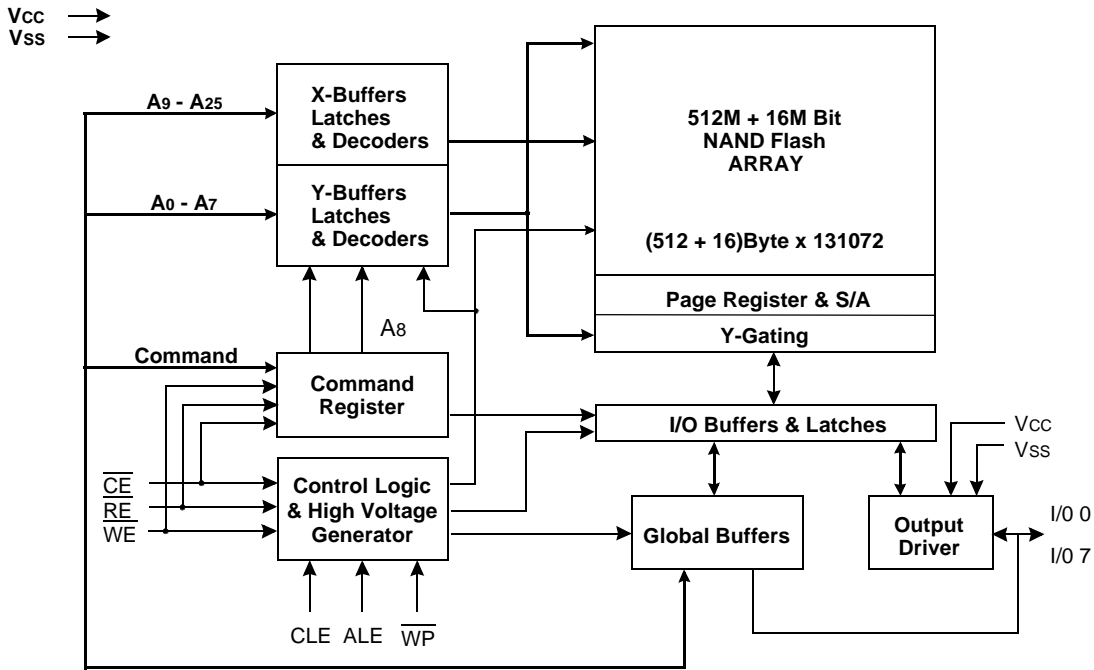 VCC
VSS
A9 - A25
X-Buffers
Latches
& Decoders
512M + 16M Bit
NAND Flash
ARRAY
A0 - A7
Y-Buffers
Latches
& Decoders
(512 + 16)Byte x 131072
Page Register & S/A
Y-Gating
A8
Command
Command
Register
I/O Buffers & Latches
VCC
VSS
CE
RE
WE
Control Logic
& High Voltage
Generator
Global Buffers
Output
Driver
I/0 0
I/0 7
CLE
ALE
WP